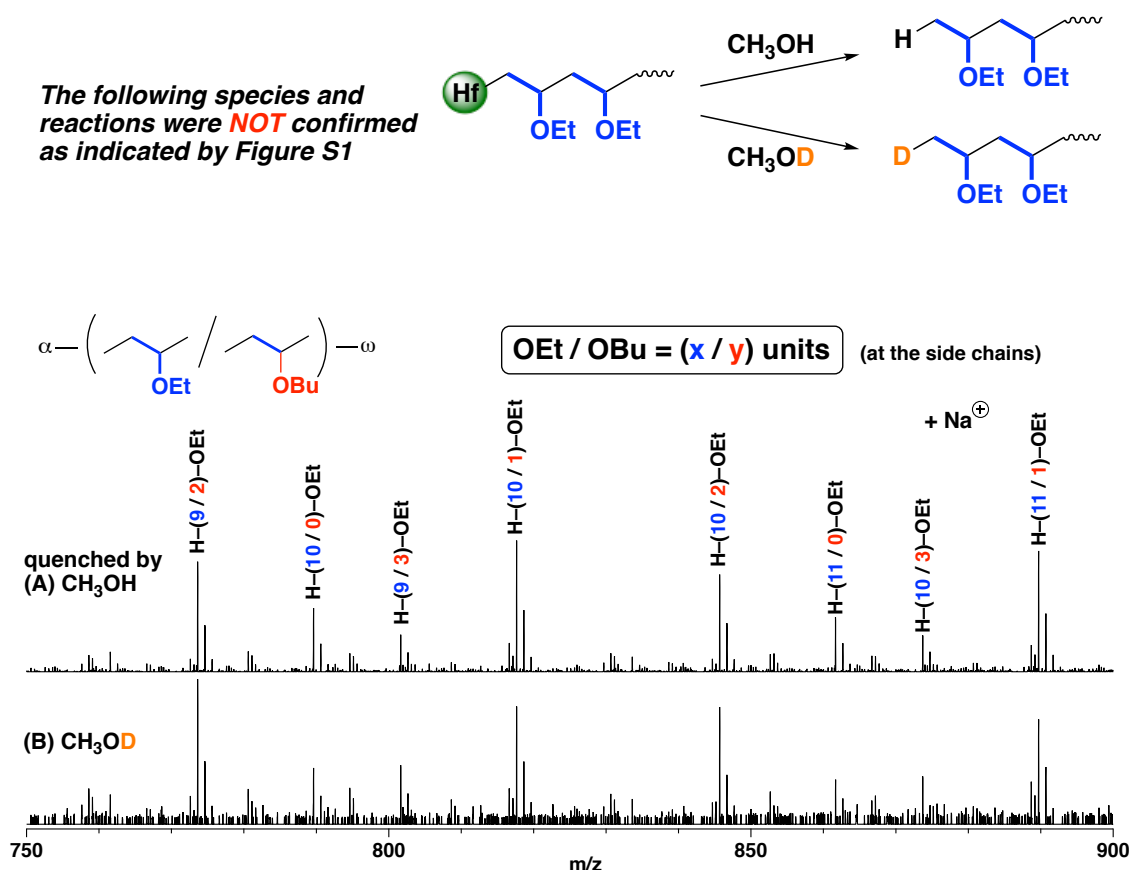 The following species and
reactions were NOT confirmed
as indicated by Figure S1
Hf
OEt OEt
CH3OH
H
OEt OEt
CH3OD
D
OEt OEt
α—( / )—ω
OEt
OBu
OEt / OBu = (x / y) units (at the side chains)
+ Na⊕
H–(9 / 2)–OEt
H–(10 / 0)–OEt
H–(9 / 3)–OEt
H–(10 / 1)–OEt
H–(10 / 2)–OEt
H–(11 / 0)–OEt
H–(10 / 3)–OEt
H–(11 / 1)–OEt
quenched by
(A) CH3OH
(B) CH3OD
750 800 850 900
m/z